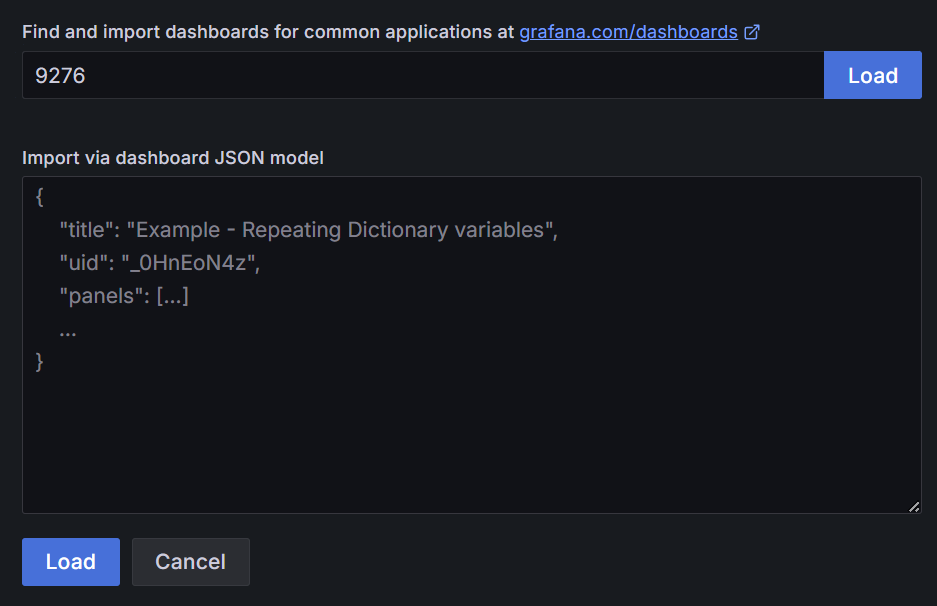 Find and import dashboards for common applications at grafana.com/dashboards
9276
Load
Import via dashboard JSON model
{
"title": "Example - Repeating Dictionary variables",
"uid": "_0HnEoN4z",
"panels": [...]
...
}
Load
Cancel